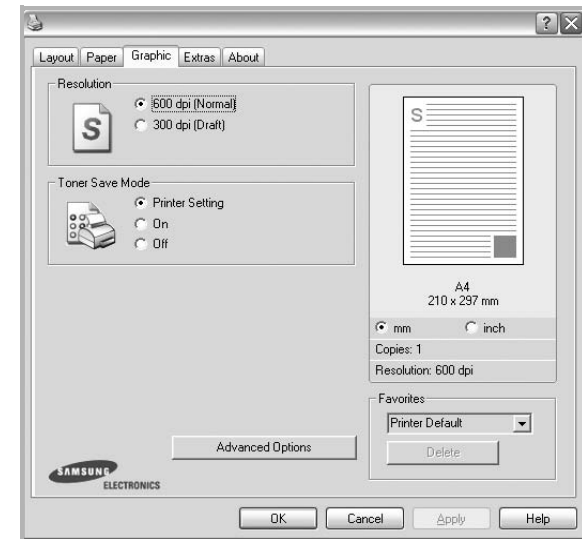 ?
Layout Paper Graphic Extras About
Resolution
600 dpi (Normal)
S
300 dpi (Draft)
Toner Save Mode
Printer Setting
On
Off
S
A4
210 x 297 mm
mm inch
Copies: 1
Resolution: 600 dpi
Favorites
Printer Default
Delete
Advanced Options
SAMSUNG
ELECTRONICS
OK Cancel Apply Help